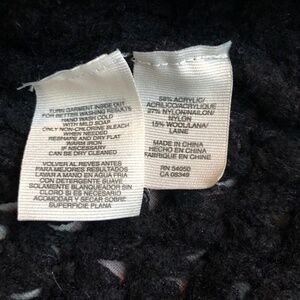 TURN GARMENT INSIDE OUT
FOR BETTER WASHING RESULTS
HAND WASH COLD
WITH MILD SOAP
ONLY NON-CHLORINE BLEACH
WHEN NEEDED
RESHAPE AND DRY FLAT
WARM IRON
IF NECESSARY
CAN BE DRY CLEANED
VOLVER AL REVES ANTES
PARA MEJORES RESULTADOS
LAVAR A MANO EN AGUA FRIA
CON DETERGENTE SUAVE
SOLAMENTE BLANQUEADOR SIN
CLORO SI ES NECESARIO
ACOMODAR Y SECAR SOBRE
SUPERFICIE PLANA
58% ACRYLIC/
ACRILICO/ACRYLIQUE
27% NYLON/NAILON/
NYLON
15% WOOL/LANA/
LAINE
MADE IN CHINA
HECHO EN CHINA
FABRIQUE EN CHINE
RN 54050
CA 08349